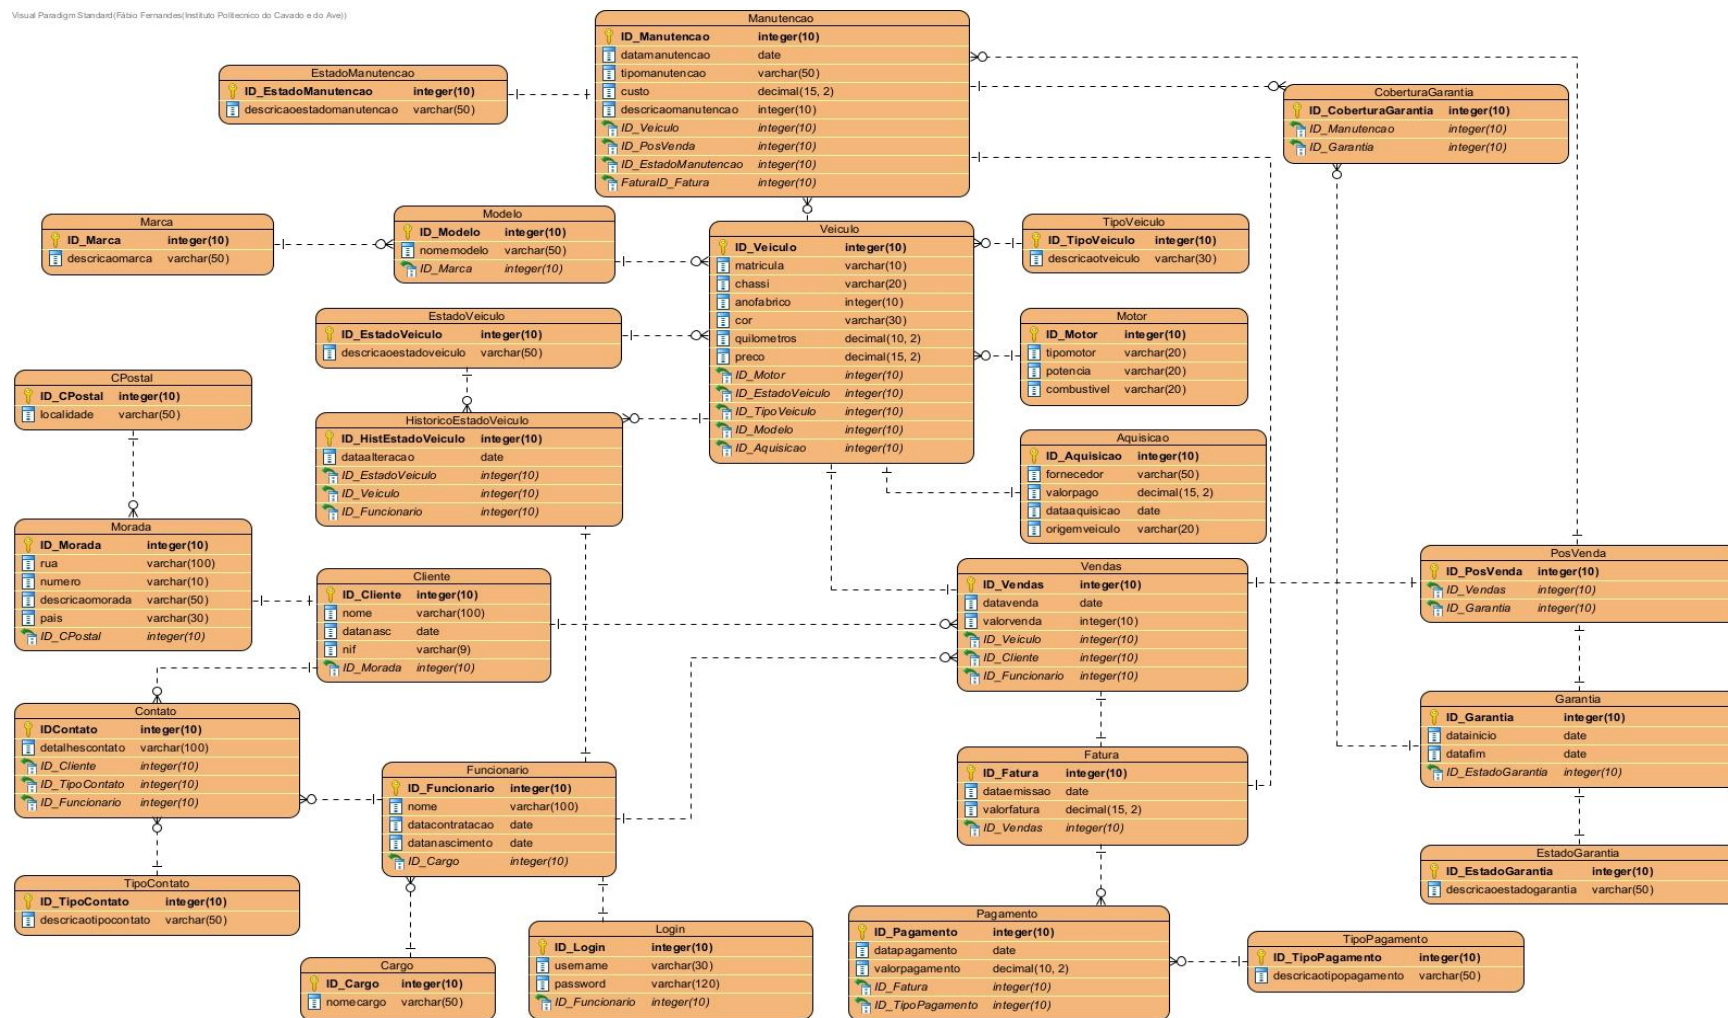 Visual Paradigm Standard(Fábio Fernandes(Instituto Politecnico do Cavado e do Ave))
Manutencao
ID_Manutencao integer(10)
datamanutencao date
tipomanutencao varchar(50)
custo decimal(15, 2)
descricaomanutencao integer(10)
ID_Veiculo integer(10)
ID_PosVenda integer(10)
ID_EstadoManutencao integer(10)
FaturaID_Fatura integer(10)
EstadoManutencao
ID_EstadoManutencao integer(10)
descricaoestadomanutencao varchar(50)
CoberturaGarantia
ID_CoberturaGarantia integer(10)
ID_Manutencao integer(10)
ID_Garantia integer(10)
Marca
ID_Marca integer(10)
descricaomarca varchar(50)
Modelo
ID_Modelo integer(10)
nomemodelo varchar(50)
ID_Marca integer(10)
Veiculo
ID_Veiculo integer(10)
matricula varchar(10)
chassi varchar(20)
anofabrico integer(10)
cor varchar(30)
quilometros decimal(10, 2)
preco decimal(15, 2)
ID_Motor integer(10)
ID_EstadoVeiculo integer(10)
ID_TipoVeiculo integer(10)
ID_Modelo integer(10)
ID_Aquisicao integer(10)
TipoVeiculo
ID_TipoVeiculo integer(10)
descricaotveiculo varchar(30)
EstadoVeiculo
ID_EstadoVeiculo integer(10)
descricaoestadoveiculo varchar(50)
Motor
ID_Motor integer(10)
tipomotor varchar(20)
potencia varchar(20)
combustivel varchar(20)
CPostal
ID_CPostal integer(10)
localidade varchar(50)
HistoricoEstadoVeiculo
ID_HistEstadoVeiculo integer(10)
dataalteracao date
ID_EstadoVeiculo integer(10)
ID_Veiculo integer(10)
ID_Funcionario integer(10)
Aquisicao
ID_Aquisicao integer(10)
fornecedor varchar(50)
valorpago decimal(15, 2)
dataaquisicao date
origemveiculo varchar(20)
Morada
ID_Morada integer(10)
rua varchar(100)
numero varchar(10)
descricaomorada varchar(50)
pais varchar(30)
ID_CPostal integer(10)
Cliente
ID_Cliente integer(10)
nome varchar(100)
datanasc date
nif varchar(9)
ID_Morada integer(10)
Vendas
ID_Vendas integer(10)
datavenda date
valorvenda integer(10)
ID_Veiculo integer(10)
ID_Cliente integer(10)
ID_Funcionario integer(10)
PosVenda
ID_PosVenda integer(10)
ID_Vendas integer(10)
ID_Garantia integer(10)
Contato
IDContato integer(10)
detalhescontato varchar(100)
ID_Cliente integer(10)
ID_TipoContato integer(10)
ID_Funcionario integer(10)
Garantia
ID_Garantia integer(10)
datainicio date
datafim date
ID_EstadoGarantia integer(10)
Funcionario
ID_Funcionario integer(10)
nome varchar(100)
datacontratacao date
datanascimento date
ID_Cargo integer(10)
Fatura
ID_Fatura integer(10)
dataemissao date
valorfatura decimal(15, 2)
ID_Vendas integer(10)
EstadoGarantia
ID_EstadoGarantia integer(10)
descricaoestadogarantia varchar(50)
TipoContato
ID_TipoContato integer(10)
descricaotipocontato varchar(50)
Login
ID_Login integer(10)
username varchar(30)
password varchar(120)
ID_Funcionario integer(10)
Pagamento
ID_Pagamento integer(10)
datapagamento date
valorpagamento decimal(10, 2)
ID_Fatura integer(10)
ID_TipoPagamento integer(10)
TipoPagamento
ID_TipoPagamento integer(10)
descricaotipopagamento varchar(50)
Cargo
ID_Cargo integer(10)
nomecargo varchar(50)